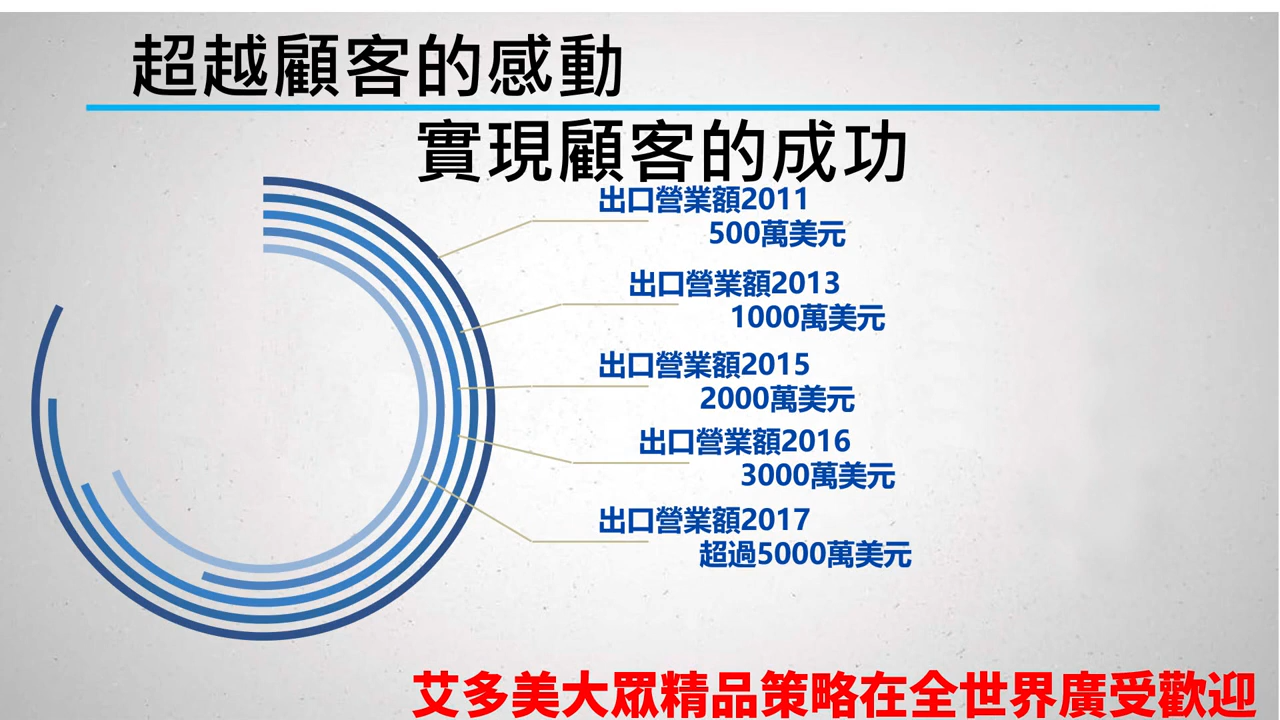 超越顧客的感動
實現顧客的成功
出口營業額2011
500萬美元
出口營業額2013
1000萬美元
出口營業額2015
2000萬美元
出口營業額2016
3000萬美元
出口營業額2017
超過5000萬美元
艾多美大眾精品策略在全世界廣受歡迎